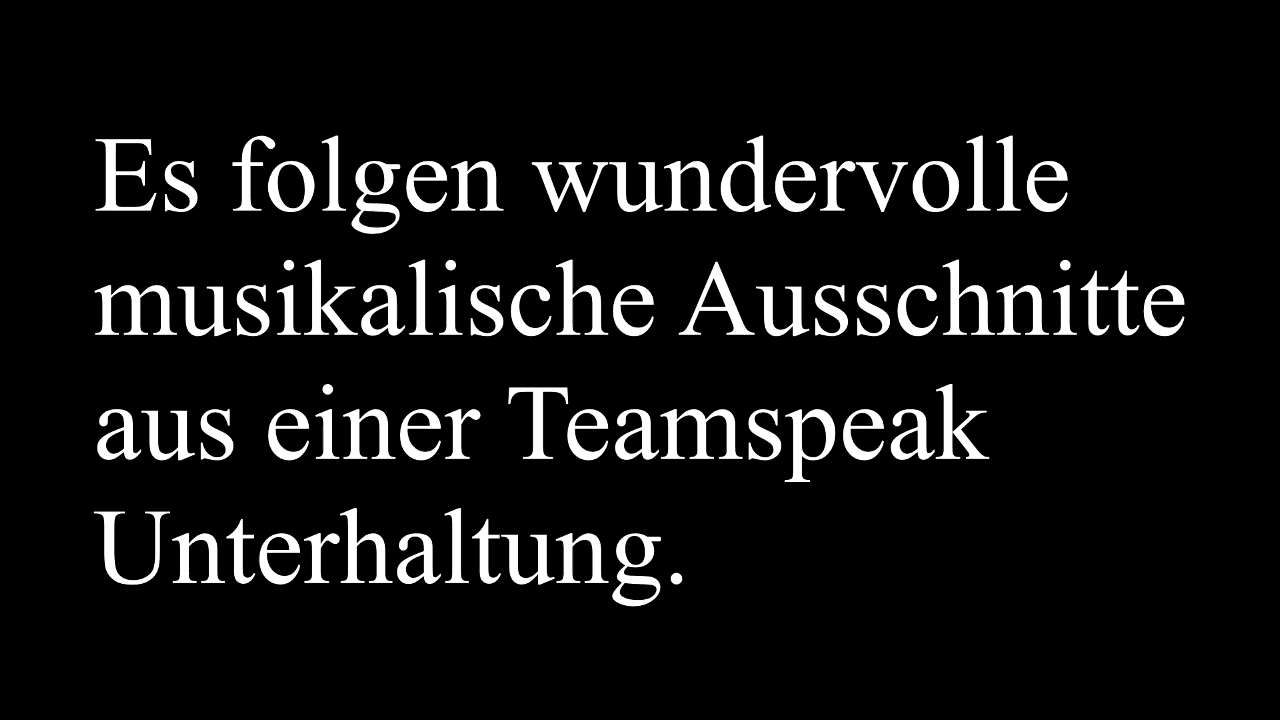 Es folgen wundervolle
musikalische Ausschnitte
aus einer Teamspeak
Unterhaltung.